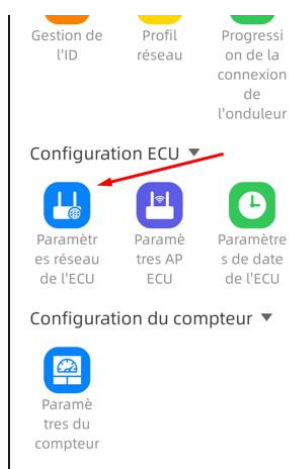 Gestion de Profil Progressi
l'ID réseau on de la
connexion
de
l'onduleur
Configuration ECU ▼
Paramètr Paramè Paramètre
es réseau tres AP s de date
de l'ECU ECU de l'ECU
Configuration du compteur ▼
Paramè
tres du
compteur